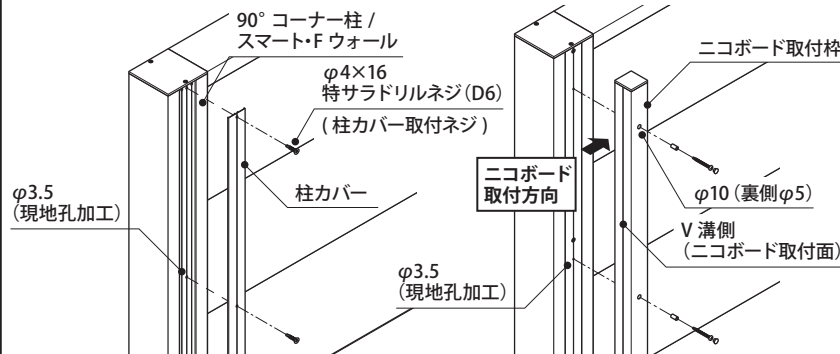 90° コーナー柱 /
スマート・F ウォール
φ4×16
特サラドリルネジ(D6)
( 柱カバー取付ネジ )
φ3.5
(現地孔加工)
柱カバー
ニコボード取付枠
ニコボード
取付方向
φ10 (裏側φ5)
V 溝側
(ニコボード取付面)
φ3.5
(現地孔加工)